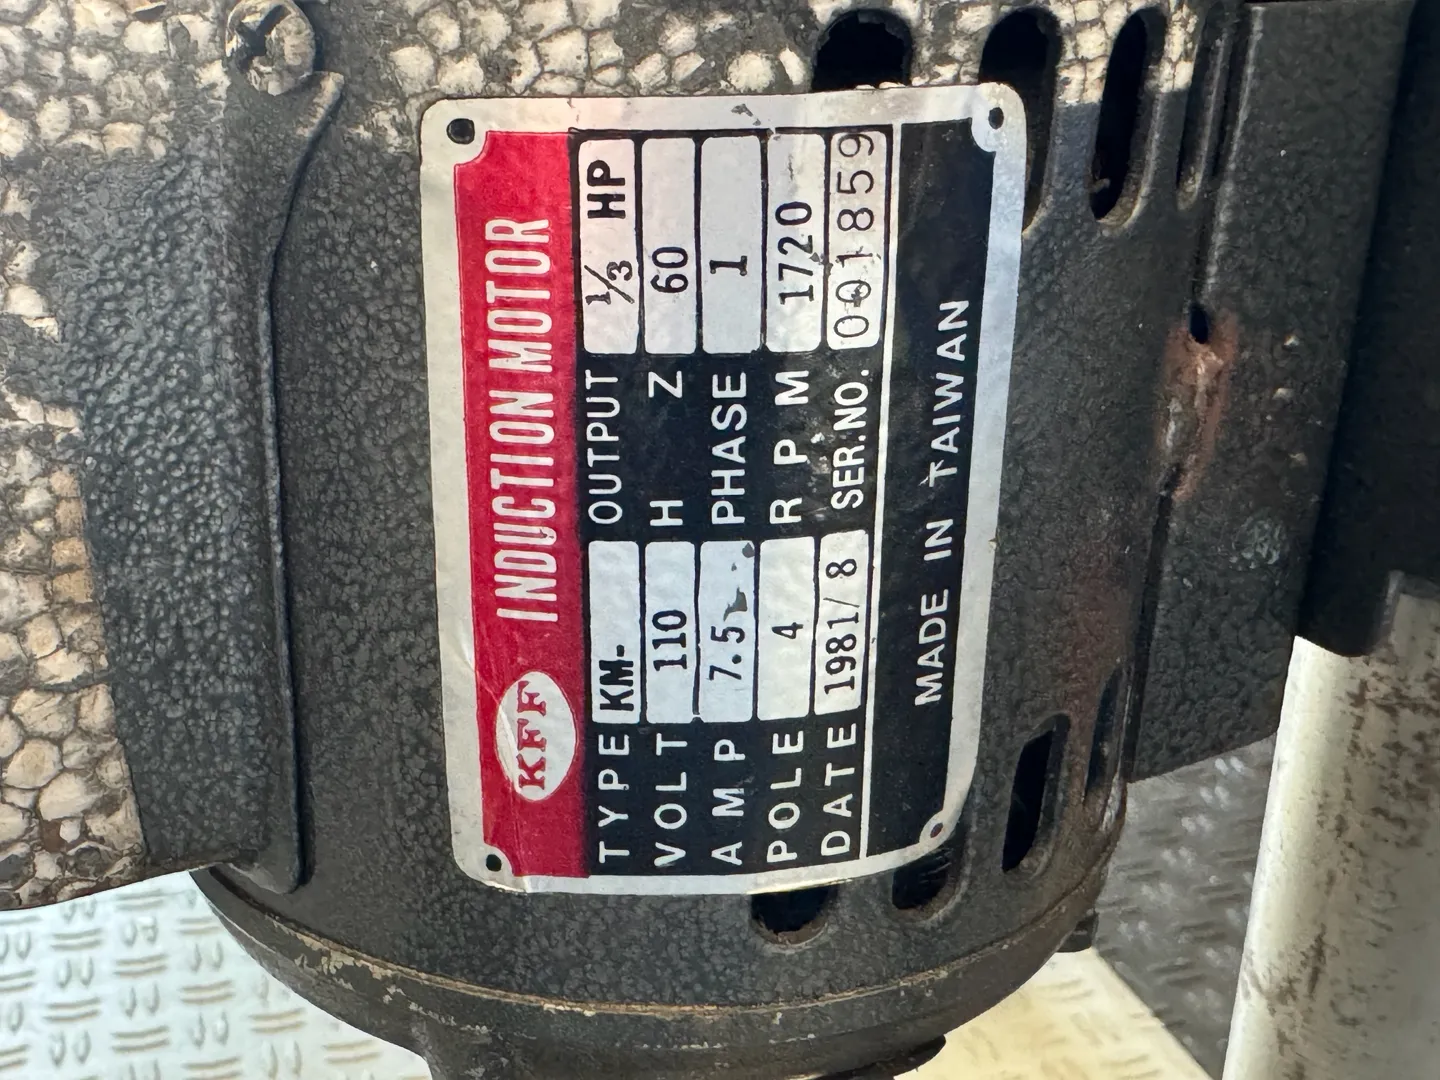 KFF INDUCTION MOTOR
TYPE KM- OUTPUT 1/3 HP
VOLT 110 HZ 60
AMP 7.5 PHASE 1
POLE 4 RPM 1720
DATE 1981/8 SER.NO. 001859
MADE IN TAIWAN